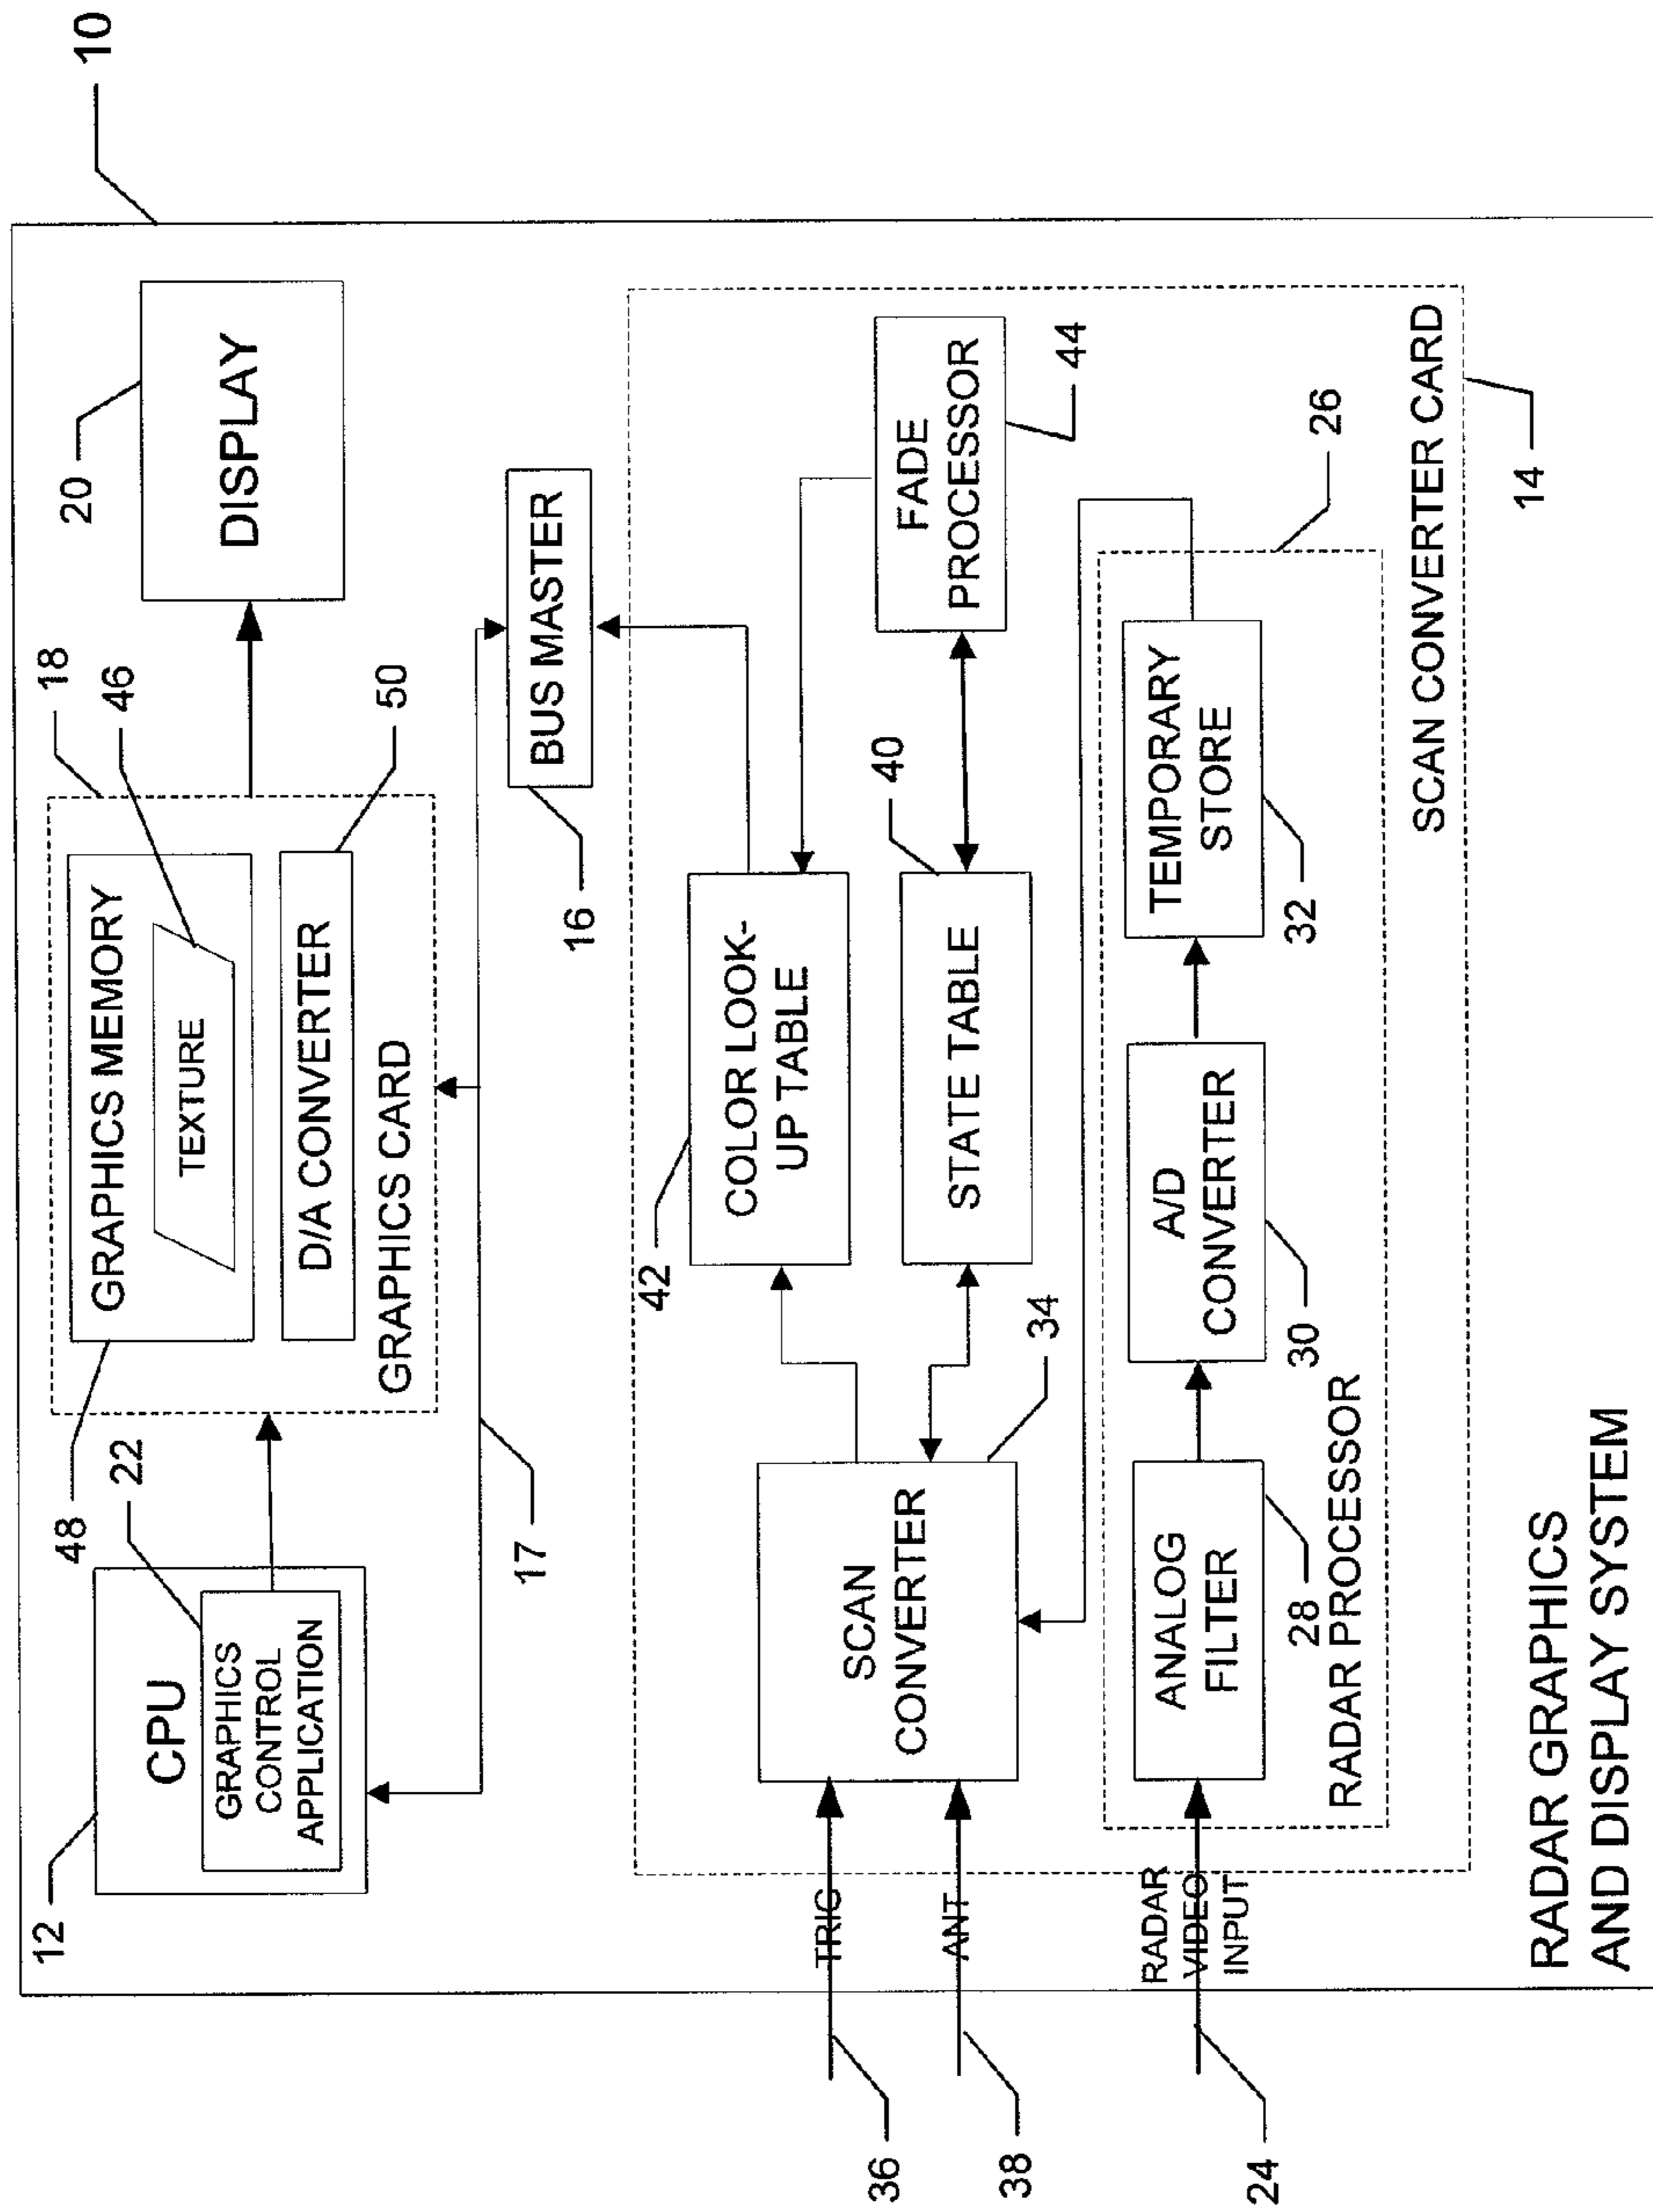 10
12
CPU
22
GRAPHICS
CONTROL
APPLICATION
48
GRAPHICS MEMORY
TEXTURE
46
18
D/A CONVERTER
50
GRAPHICS CARD
20
DISPLAY
17
16
BUS MASTER
36
TRIG
38
ANT
SCAN
CONVERTER
34
42
COLOR LOOK-
UP TABLE
40
STATE TABLE
FADE
PROCESSOR
44
24
RADAR
VIDEO
INPUT
ANALOG
FILTER
28
A/D
CONVERTER
30
TEMPORARY
STORE
32
26
RADAR PROCESSOR
SCAN CONVERTER CARD
14
RADAR GRAPHICS
AND DISPLAY SYSTEM